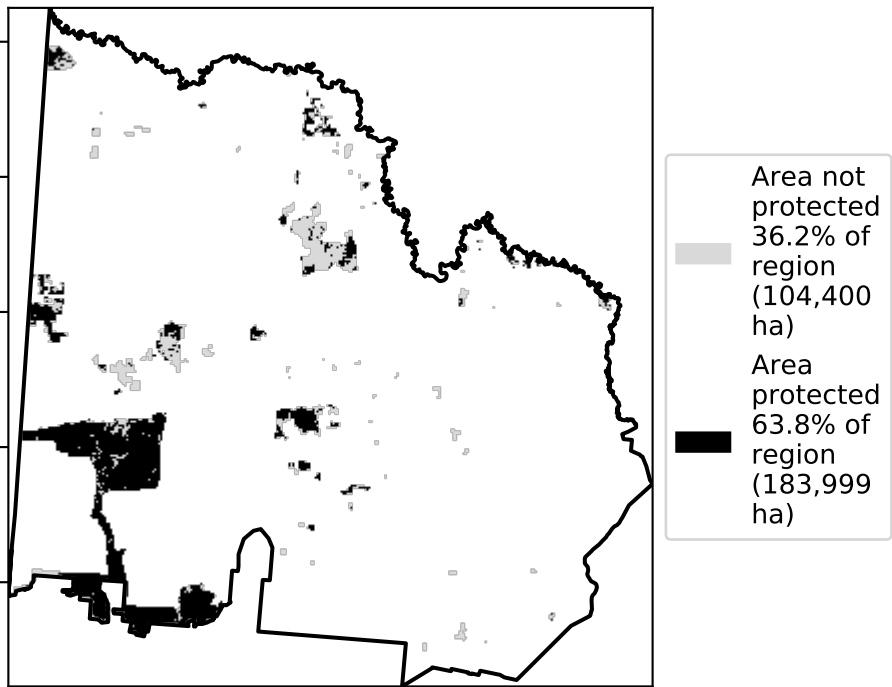 Area not
protected
36.2% of
region
(104,400
ha)
Area
protected
63.8% of
region
(183,999
ha)